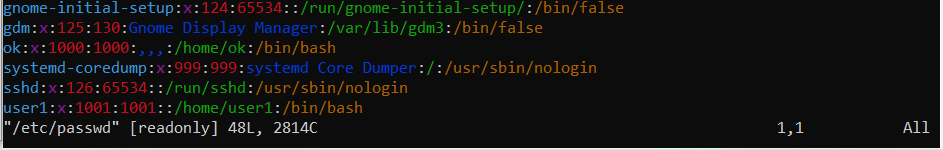 gnome-initial-setup:x:124:65534::/run/gnome-initial-setup/:/bin/false
gdm:x:125:130:Gnome Display Manager:/var/lib/gdm3:/bin/false
ok:x:1000:1000:,,,:/home/ok:/bin/bash
systemd-coredump:x:999:999:systemd Core Dumper:/:/usr/sbin/nologin
sshd:x:126:65534::/run/sshd:/usr/sbin/nologin
user1:x:1001:1001::/home/user1:/bin/bash
"/etc/passwd" [readonly] 48L, 2814C 1,1 All